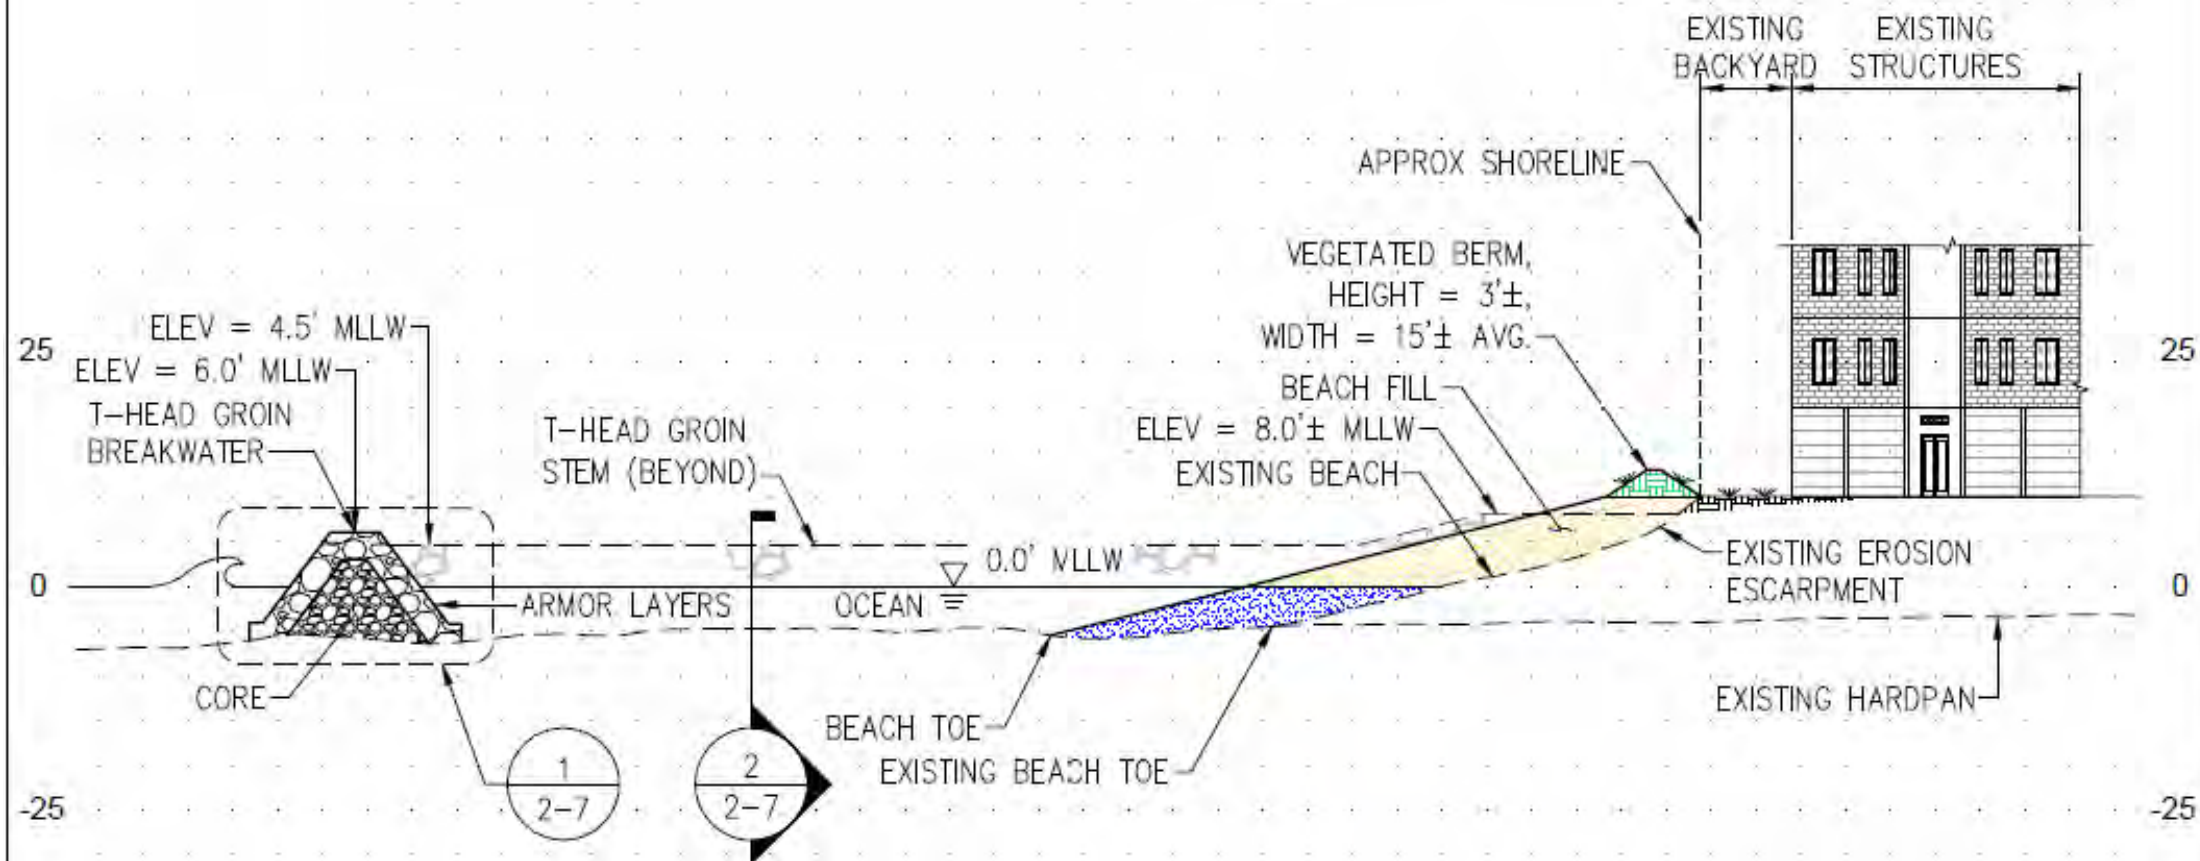 EXISTING
BACKYARD
EXISTING
STRUCTURES
APPROX SHORELINE
VEGETATED BERM,
HEIGHT = 3'±,
WIDTH = 15'± AVG.
BEACH FILL
ELEV = 8.0'± MLLW
EXISTING BEACH
ELEV = 4.5' MLLW
ELEV = 6.0' MLLW
T-HEAD GROIN
BREAKWATER
T-HEAD GROIN
STEM (BEYOND)
25
25
0.0' MLLW
0
0
ARMOR LAYERS
OCEAN
EXISTING EROSION
ESCARPMENT
CORE
EXISTING HARDPAN
BEACH TOE
EXISTING BEACH TOE
1
2-7
2
2-7
-25
-25